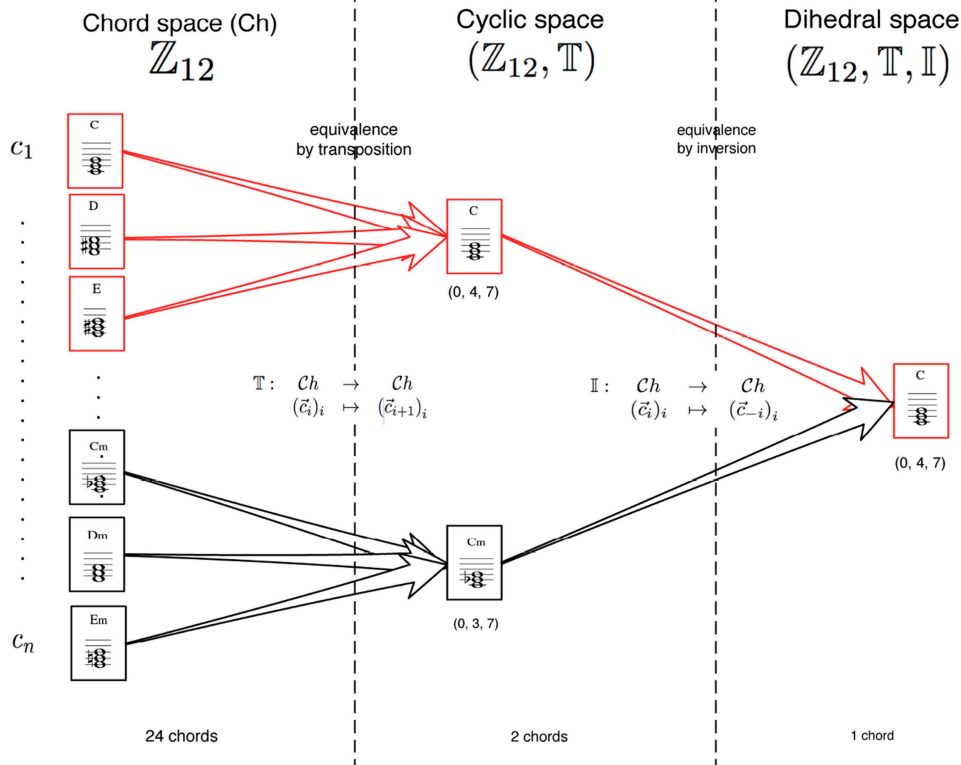 Chord space (Ch)
ℤ₁₂
Cyclic space
(ℤ₁₂, 𝕋)
Dihedral space
(ℤ₁₂, 𝕋, 𝕀)
equivalence
by transposition
equivalence
by inversion
c₁
C
D
E
C
(0, 4, 7)
𝕋 : Ch → Ch
(c⃗ᵢ)ᵢ ↦ (c⃗ᵢ₊₁)ᵢ
𝕀 : Ch → Ch
(c⃗ᵢ)ᵢ ↦ (c⃗₋ᵢ)ᵢ
C
(0, 4, 7)
Cm
Dm
Em
cₙ
Cm
(0, 3, 7)
24 chords
2 chords
1 chord